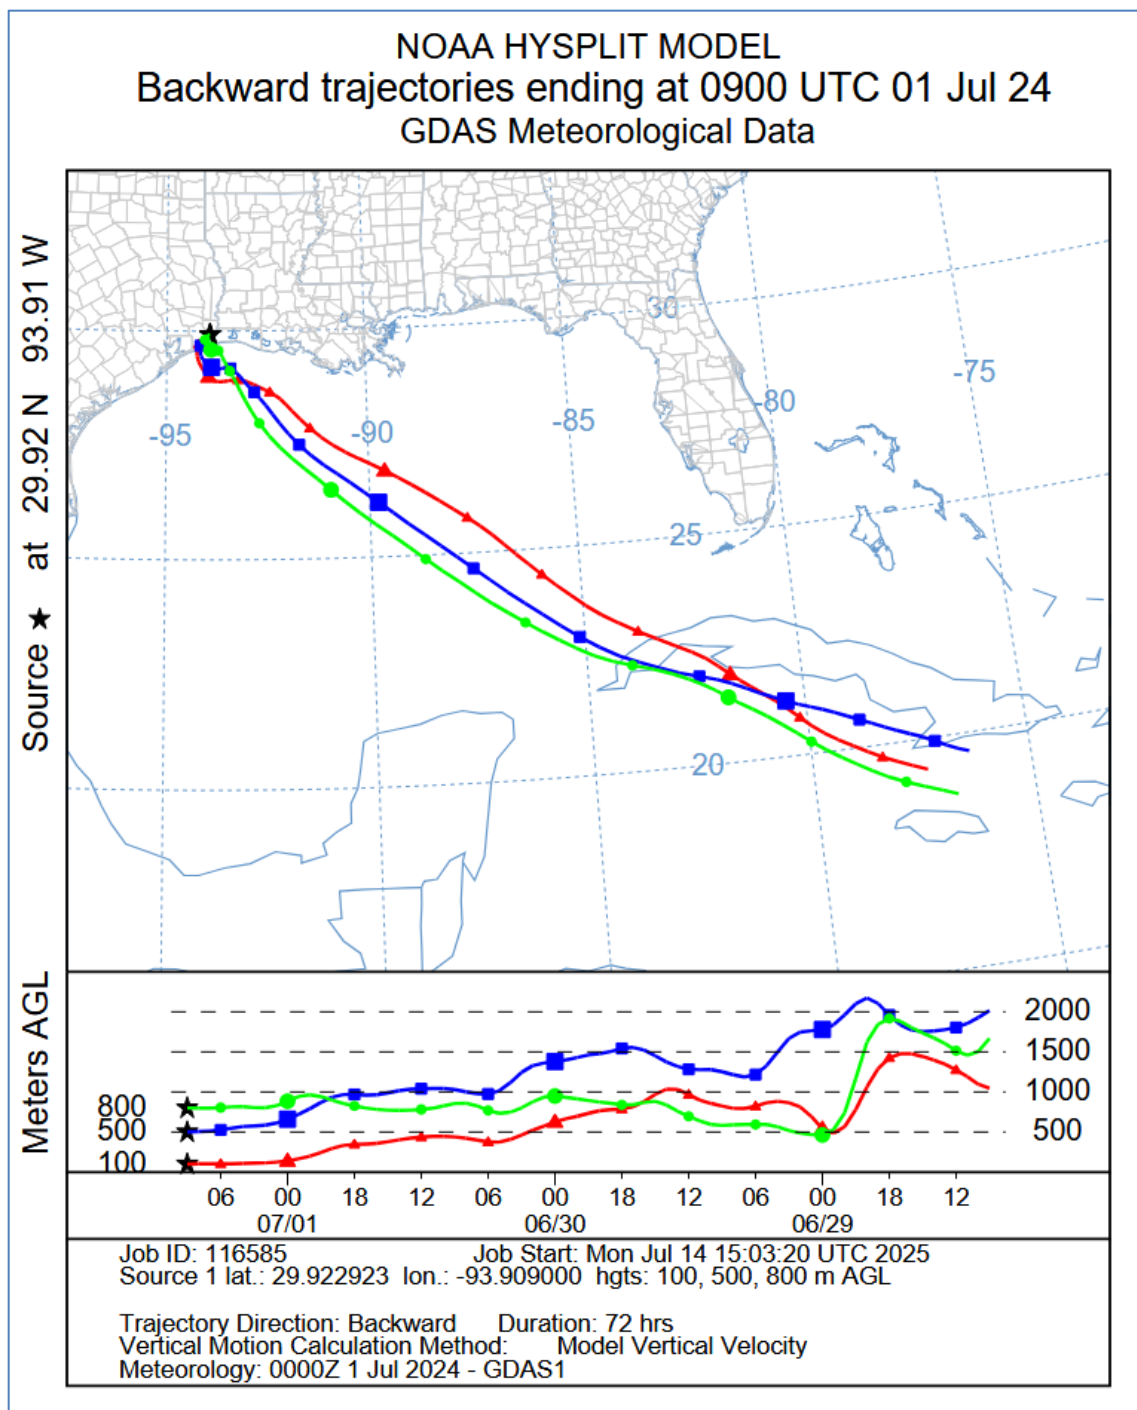 NOAA HYSPLIT MODEL
Backward trajectories ending at 0900 UTC 01 Jul 24
GDAS Meteorological Data
Source ★ at 29.92 N 93.91 W
30
-75
-80
-95
-90
-85
25
20
Meters AGL
2000
1500
1000
800
500
500
100
06 00 18 12 06 00 18 12 06 00 18 12
07/01 06/30 06/29
Job ID: 116585 Job Start: Mon Jul 14 15:03:20 UTC 2025
Source 1 lat.: 29.922923 lon.: -93.909000 hgts: 100, 500, 800 m AGL
Trajectory Direction: Backward Duration: 72 hrs
Vertical Motion Calculation Method: Model Vertical Velocity
Meteorology: 0000Z 1 Jul 2024 - GDAS1